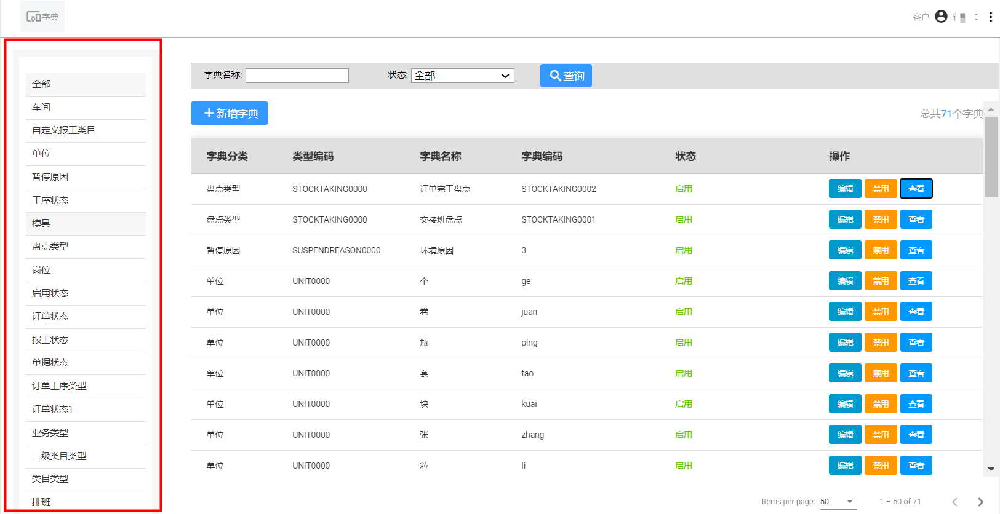 字典
客户
全部
车间
自定义报工类目
单位
暂停原因
工序状态
模具
盘点类型
岗位
启用状态
订单状态
报工状态
单据状态
订单工序类型
订单状态1
业务类型
二级类目类型
类目类型
排班
字典名称: 状态: 全部 查询
新增字典 总共71个字典
字典分类 类型编码 字典名称 字典编码 状态 操作
盘点类型 STOCKTAKING0000 订单完工盘点 STOCKTAKING0002 启用 编辑 禁用 查看
盘点类型 STOCKTAKING0000 交接班盘点 STOCKTAKING0001 启用 编辑 禁用 查看
暂停原因 SUSPENDREASON0000 环境原因 3 启用 编辑 禁用 查看
单位 UNIT0000 个 ge 启用 编辑 禁用 查看
单位 UNIT0000 卷 juan 启用 编辑 禁用 查看
单位 UNIT0000 瓶 ping 启用 编辑 禁用 查看
单位 UNIT0000 套 tao 启用 编辑 禁用 查看
单位 UNIT0000 块 kuai 启用 编辑 禁用 查看
单位 UNIT0000 张 zhang 启用 编辑 禁用 查看
单位 UNIT0000 粒 li 启用 编辑 禁用 查看
Items per page: 50 1 – 50 of 71